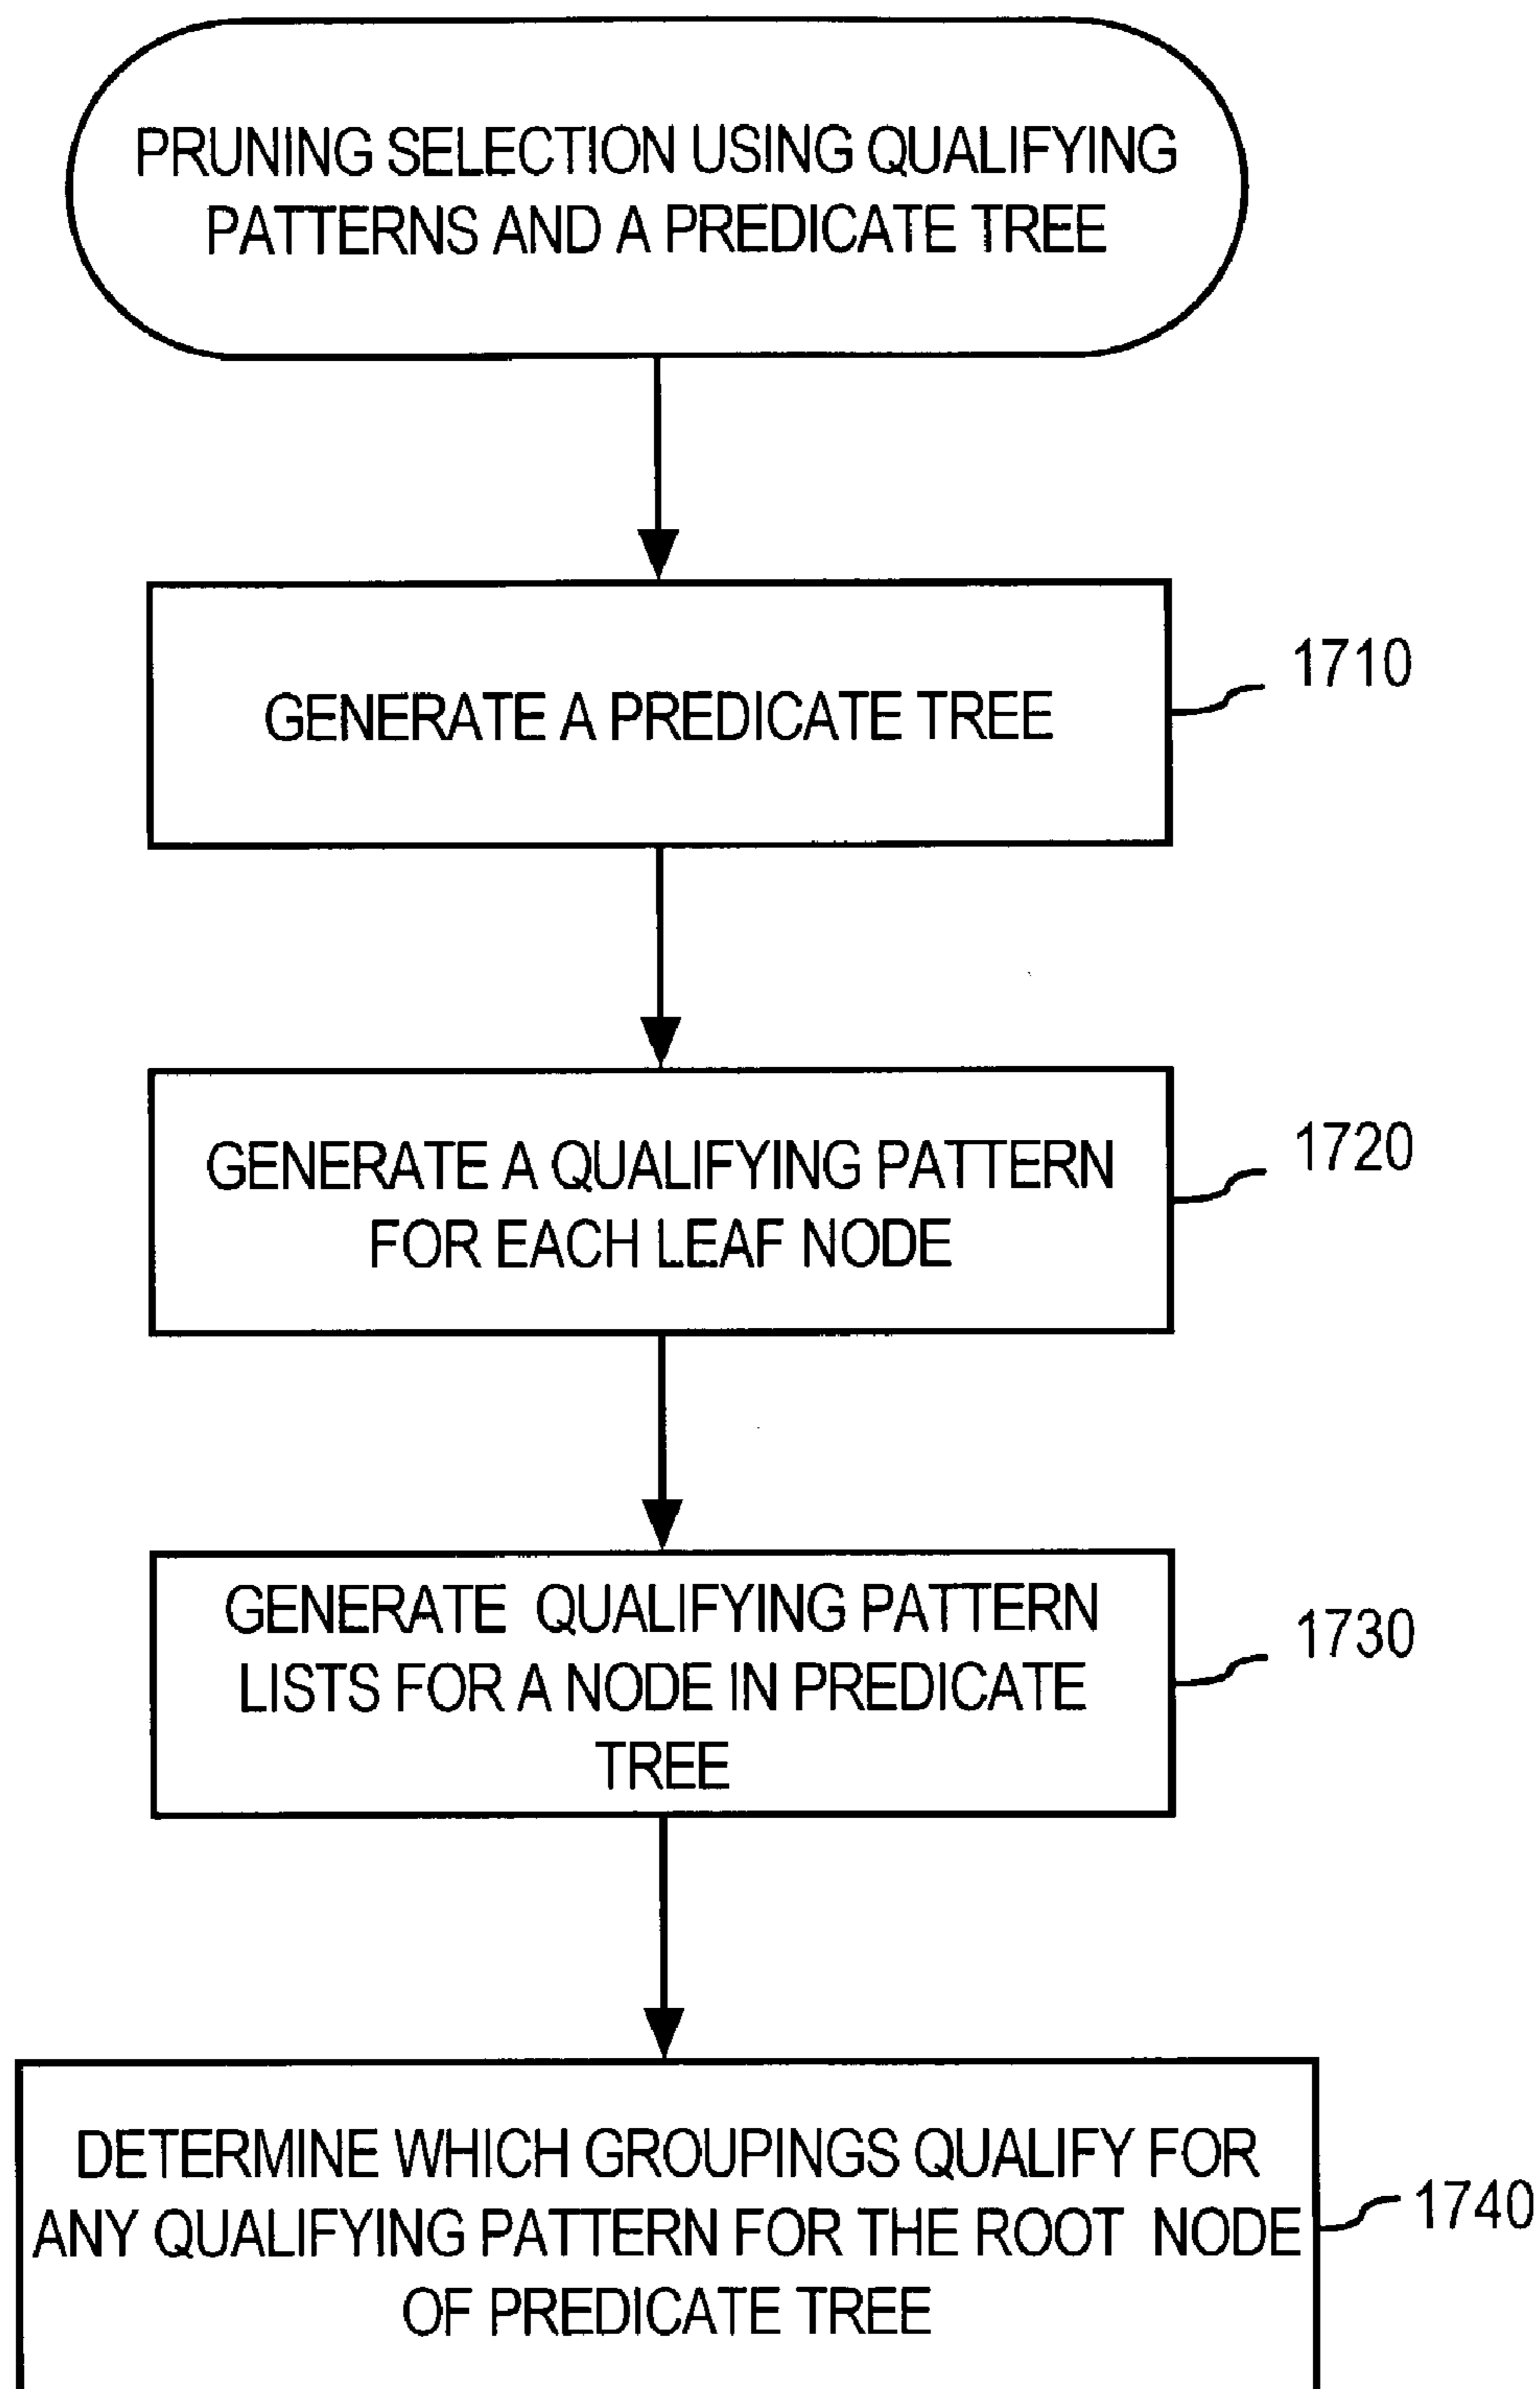 PRUNING SELECTION USING QUALIFYING
PATTERNS AND A PREDICATE TREE
GENERATE A PREDICATE TREE
1710
GENERATE A QUALIFYING PATTERN
FOR EACH LEAF NODE
1720
GENERATE QUALIFYING PATTERN
LISTS FOR A NODE IN PREDICATE
TREE
1730
DETERMINE WHICH GROUPINGS QUALIFY FOR
ANY QUALIFYING PATTERN FOR THE ROOT NODE
OF PREDICATE TREE
1740